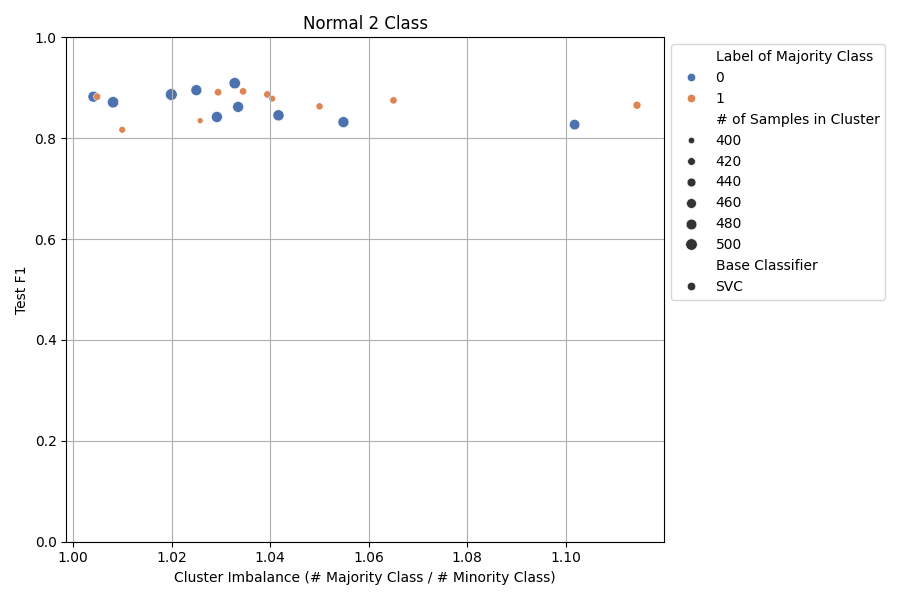 Normal 2 Class
1.0
0.8
0.6
0.4
0.2
0.0
Test F1
1.00
1.02
1.04
1.06
1.08
1.10
Cluster Imbalance (# Majority Class / # Minority Class)
Label of Majority Class
0
1
# of Samples in Cluster
400
420
440
460
480
500
Base Classifier
SVC